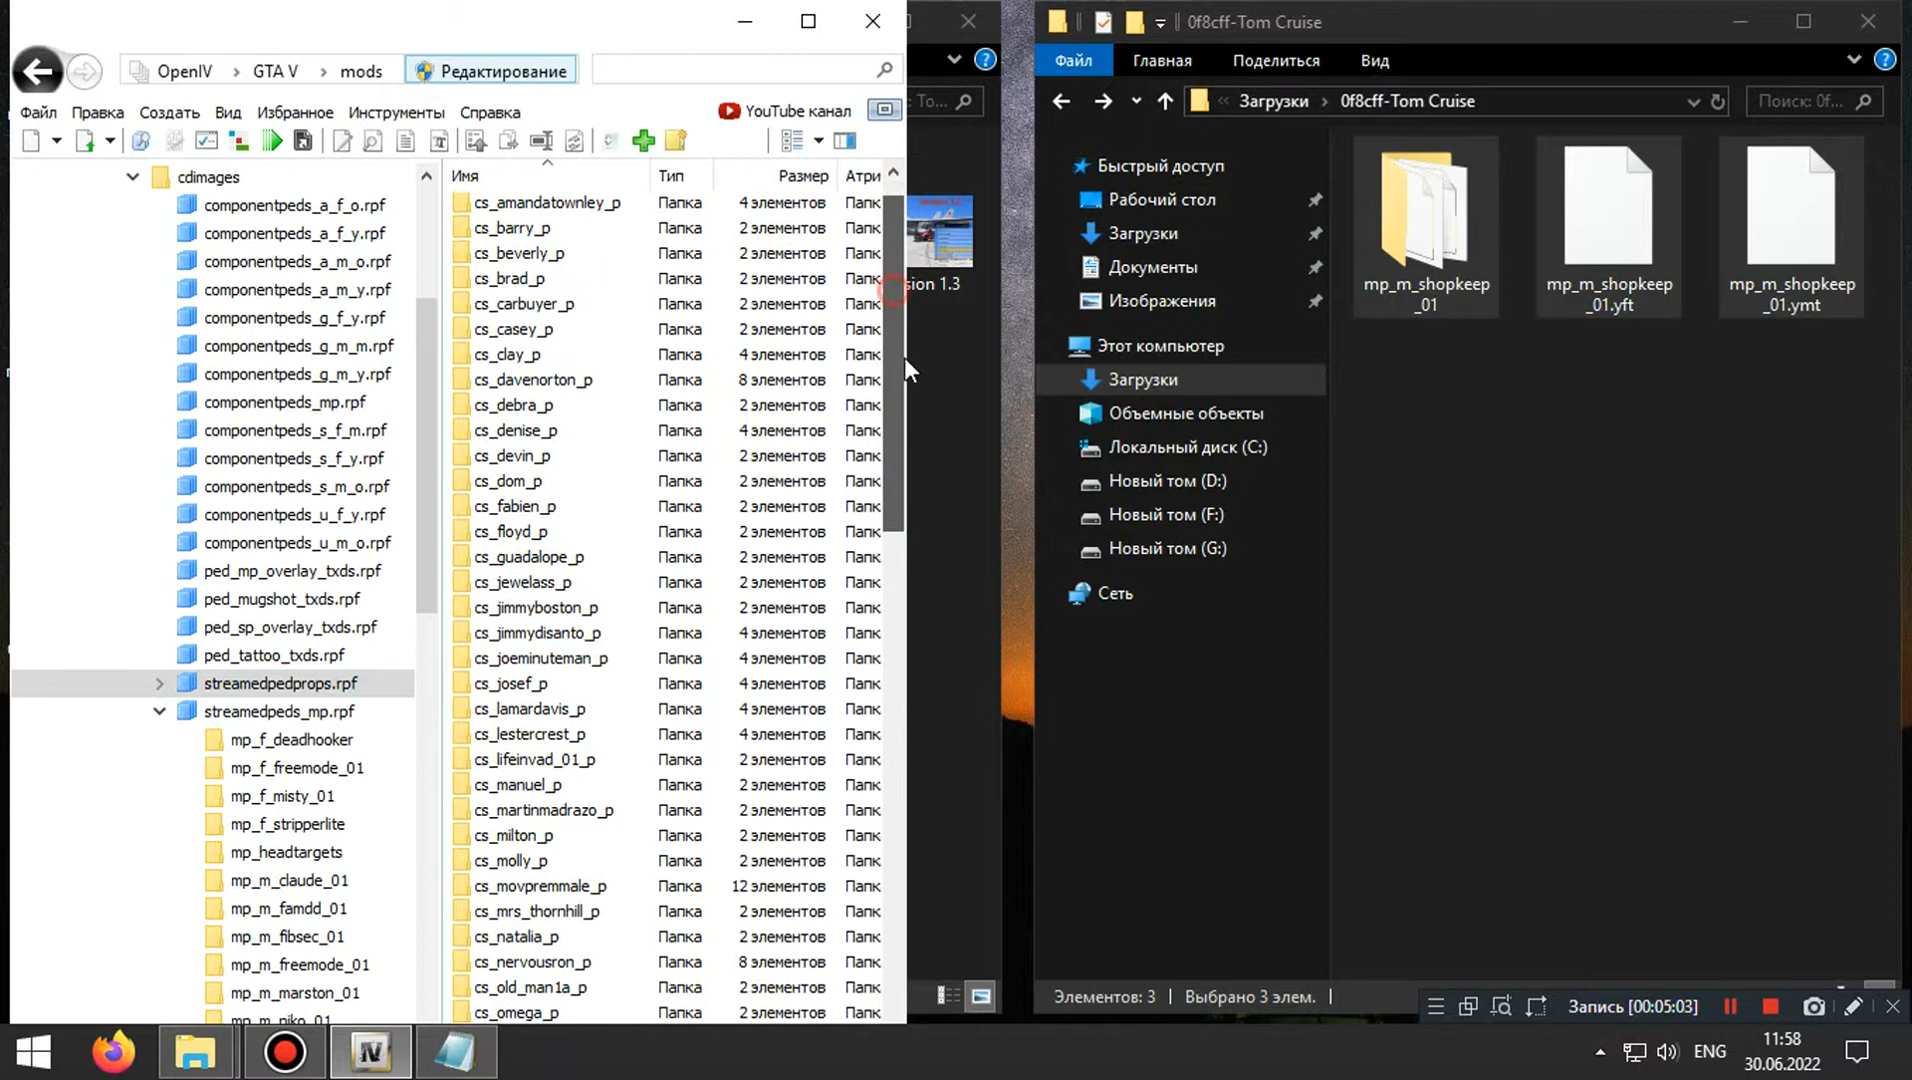 OpenIV
GTA V
mods
Редактирование
Файл
Правка
Создать
Вид
Избранное
Инструменты
Справка
YouTube канал
cdimages
componentpeds_a_f_o.rpf
componentpeds_a_f_y.rpf
componentpeds_a_m_o.rpf
componentpeds_a_m_y.rpf
componentpeds_g_f_y.rpf
componentpeds_g_m_m.rpf
componentpeds_g_m_y.rpf
componentpeds_mp.rpf
componentpeds_s_f_m.rpf
componentpeds_s_f_y.rpf
componentpeds_s_m_o.rpf
componentpeds_u_f_y.rpf
componentpeds_u_m_o.rpf
ped_mp_overlay_txds.rpf
ped_mugshot_txds.rpf
ped_sp_overlay_txds.rpf
ped_tattoo_txds.rpf
streamedpedprops.rpf
streamedpeds_mp.rpf
mp_f_deadhooker
mp_f_freemode_01
mp_f_misty_01
mp_f_stripperlite
mp_headtargets
mp_m_claude_01
mp_m_famdd_01
mp_m_fibsec_01
mp_m_freemode_01
mp_m_marston_01
mp_m_niko_01
Имя Тип Размер Атри
cs_amandatownley_p Папка 4 элементов Папк
cs_barry_p Папка 2 элементов Папк
cs_beverly_p Папка 2 элементов Папк
cs_brad_p Папка 2 элементов Папк
cs_carbuyer_p Папка 2 элементов Папк
cs_casey_p Папка 2 элементов Папк
cs_clay_p Папка 4 элементов Папк
cs_davenorton_p Папка 8 элементов Папк
cs_debra_p Папка 2 элементов Папк
cs_denise_p Папка 4 элементов Папк
cs_devin_p Папка 2 элементов Папк
cs_dom_p Папка 2 элементов Папк
cs_fabien_p Папка 2 элементов Папк
cs_floyd_p Папка 2 элементов Папк
cs_guadalope_p Папка 2 элементов Папк
cs_jewelass_p Папка 2 элементов Папк
cs_jimmyboston_p Папка 2 элементов Папк
cs_jimmydisanto_p Папка 4 элементов Папк
cs_joeminuteman_p Папка 4 элементов Папк
cs_josef_p Папка 4 элементов Папк
cs_lamardavis_p Папка 4 элементов Папк
cs_lestercrest_p Папка 4 элементов Папк
cs_lifeinvad_01_p Папка 2 элементов Папк
cs_manuel_p Папка 2 элементов Папк
cs_martinmadrazo_p Папка 2 элементов Папк
cs_milton_p Папка 2 элементов Папк
cs_molly_p Папка 2 элементов Папк
cs_movpremmale_p Папка 12 элементов Папк
cs_mrs_thornhill_p Папка 2 элементов Папк
cs_natalia_p Папка 2 элементов Папк
cs_nervousron_p Папка 8 элементов Папк
cs_old_man1a_p Папка 2 элементов Папк
cs_omega_p Папка 2 элементов Папк
To...
sion 1.3
0f8cff-Tom Cruise
Файл
Главная
Поделиться
Вид
Загрузки
0f8cff-Tom Cruise
Поиск: 0f...
Быстрый доступ
Рабочий стол
Загрузки
Документы
Изображения
Этот компьютер
Загрузки
Объемные объекты
Локальный диск (C:)
Новый том (D:)
Новый том (F:)
Новый том (G:)
Сеть
mp_m_shopkeep
_01
mp_m_shopkeep
_01.yft
mp_m_shopkeep
_01.ymt
Элементов: 3
Выбрано 3 элем.
Запись [00:05:03]
ENG
11:58
30.06.2022